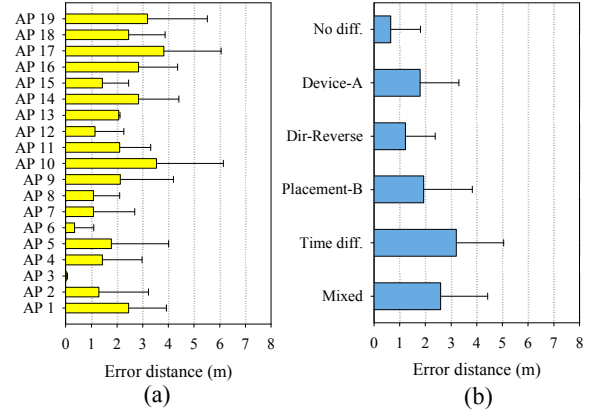 AP 19
AP 18
AP 17
AP 16
AP 15
AP 14
AP 13
AP 12
AP 11
AP 10
AP 9
AP 8
AP 7
AP 6
AP 5
AP 4
AP 3
AP 2
AP 1
0 1 2 3 4 5 6 7 8
Error distance (m)
(a)
No diff.
Device-A
Dir-Reverse
Placement-B
Time diff.
Mixed
0 1 2 3 4 5 6 7 8
Error distance (m)
(b)